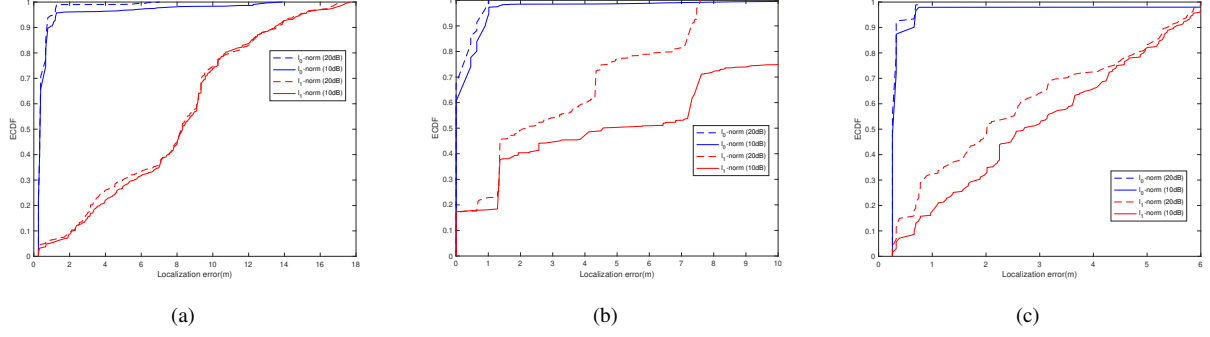 1
0.9
0.8
0.7
0.6
0.5
0.4
0.3
0.2
0.1
0
ECDF
0 2 4 6 8 10 12 14 16 18
Localization error(m)
l0-norm (20dB)
l0-norm (10dB)
l1-norm (20dB)
l1-norm (10dB)
(a)
1
0.9
0.8
0.7
0.6
0.5
0.4
0.3
0.2
0.1
0
ECDF
0 1 2 3 4 5 6 7 8 9 10
Localization error(m)
l0-norm (20dB)
l0-norm (10dB)
l1-norm (20dB)
l1-norm (10dB)
(b)
1
0.9
0.8
0.7
0.6
0.5
0.4
0.3
0.2
0.1
0
ECDF
0 1 2 3 4 5 6
Localization error(m)
l0-norm (20dB)
l0-norm (10dB)
l1-norm (20dB)
l1-norm (10dB)
(c)